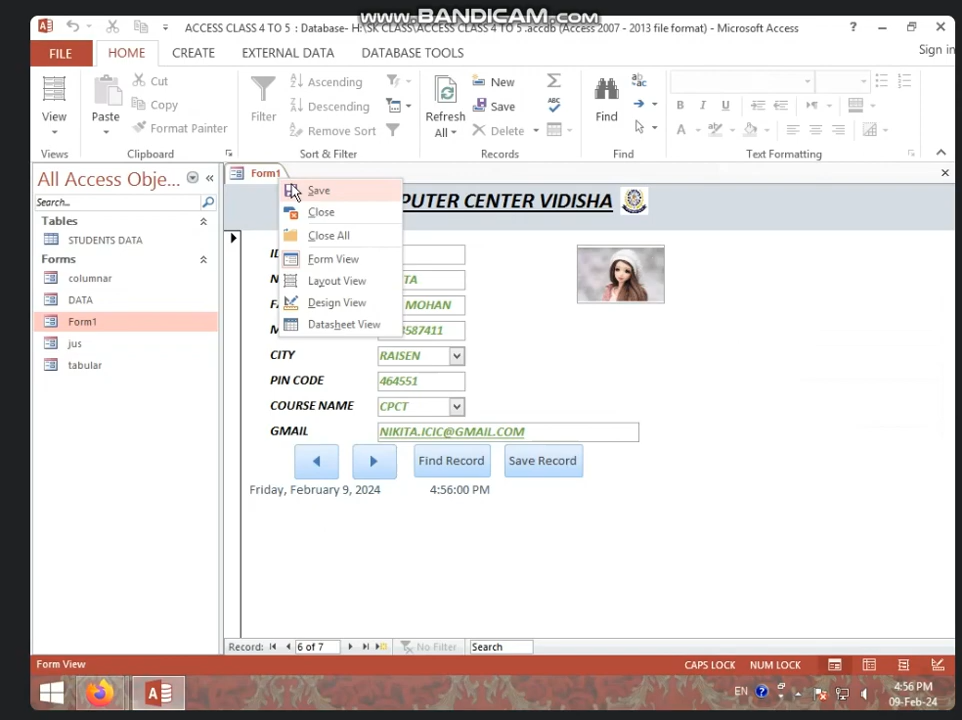 www.BANDICAM.com
ACCESS CLASS 4 TO 5 : Database- H:\SK CLASS\ACCESS CLASS 4 TO 5 .accdb (Access 2007 - 2013 file format) - Microsoft Access
FILE HOME CREATE EXTERNAL DATA DATABASE TOOLS Sign in
View Paste Cut Copy Format Painter Filter Ascending Descending Remove Sort Refresh All New Save Delete Find B I U A
Views Clipboard Sort & Filter Records Find Text Formatting
All Access Obje...
Search...
Tables
STUDENTS DATA
Forms
columnar
DATA
Form1
jus
tabular
Form1
Save
Close
Close All
Form View
Layout View
Design View
Datasheet View
PUTER CENTER VIDISHA
TA
MOHAN
587411
CITY RAISEN
PIN CODE 464551
COURSE NAME CPCT
GMAIL NIKITA.ICIC@GMAIL.COM
Find Record Save Record
Friday, February 9, 2024 4:56:00 PM
Record: 6 of 7 No Filter Search
Form View CAPS LOCK NUM LOCK
EN 4:56 PM
09-Feb-24